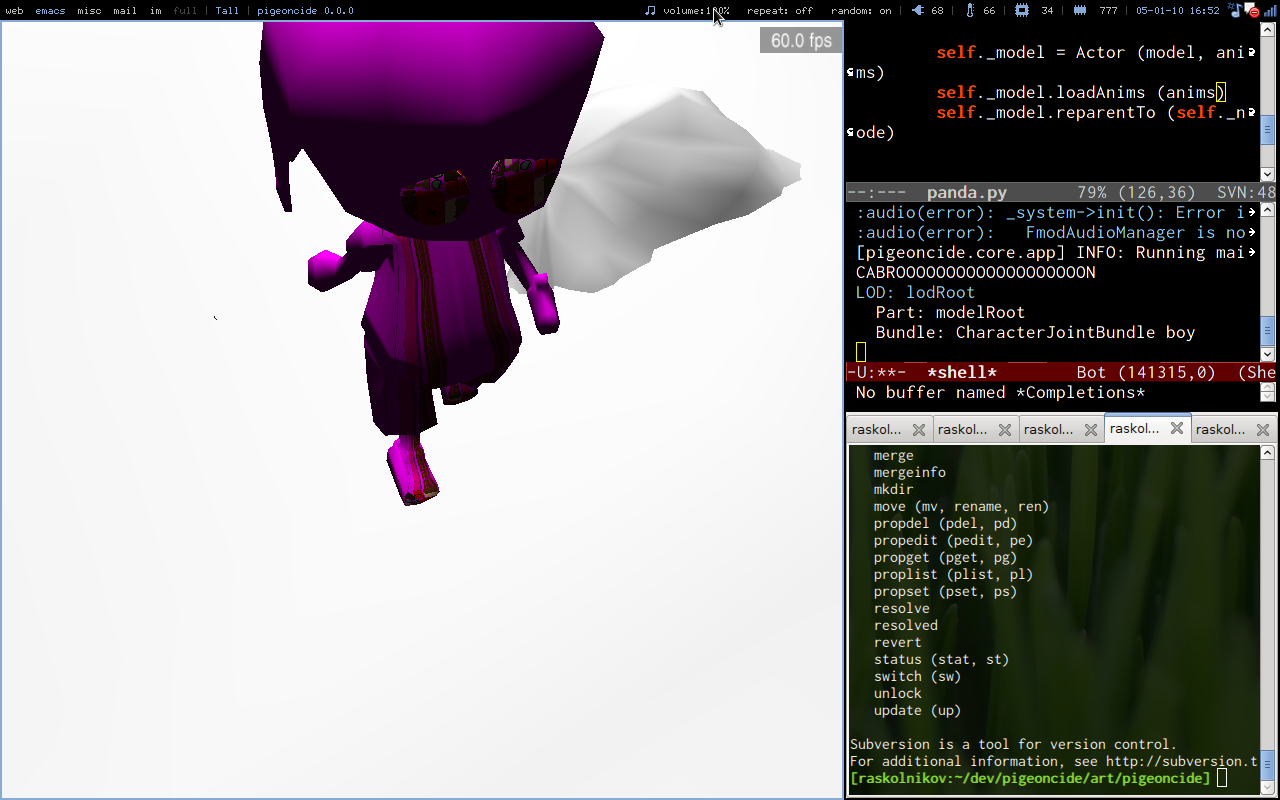 web emacs misc mail im full | Tall | pigeoncide 0.0.0
volume:100% repeat: off random: on | 68 | 66 | 34 | 777 | 05-01-10 16:52
60.0 fps
self._model = Actor (model, ani
ms)
self._model.loadAnims (anims)
self._model.reparentTo (self._n
ode)
--:--- panda.py 79% (126,36) SVN:48
:audio(error): _system->init(): Error i
:audio(error): FmodAudioManager is no
[pigeoncide.core.app] INFO: Running mai
CABROOOOOOOOOOOOOOOOOOOON
LOD: lodRoot
Part: modelRoot
Bundle: CharacterJointBundle boy
-U:**- *shell* Bot (141315,0) (She
No buffer named *Completions*
raskol... raskol... raskol... raskol... raskol...
merge
mergeinfo
mkdir
move (mv, rename, ren)
propdel (pdel, pd)
propedit (pedit, pe)
propget (pget, pg)
proplist (plist, pl)
propset (pset, ps)
resolve
resolved
revert
status (stat, st)
switch (sw)
unlock
update (up)
Subversion is a tool for version control.
For additional information, see http://subversion.t
[raskolnikov:~/dev/pigeoncide/art/pigeoncide]